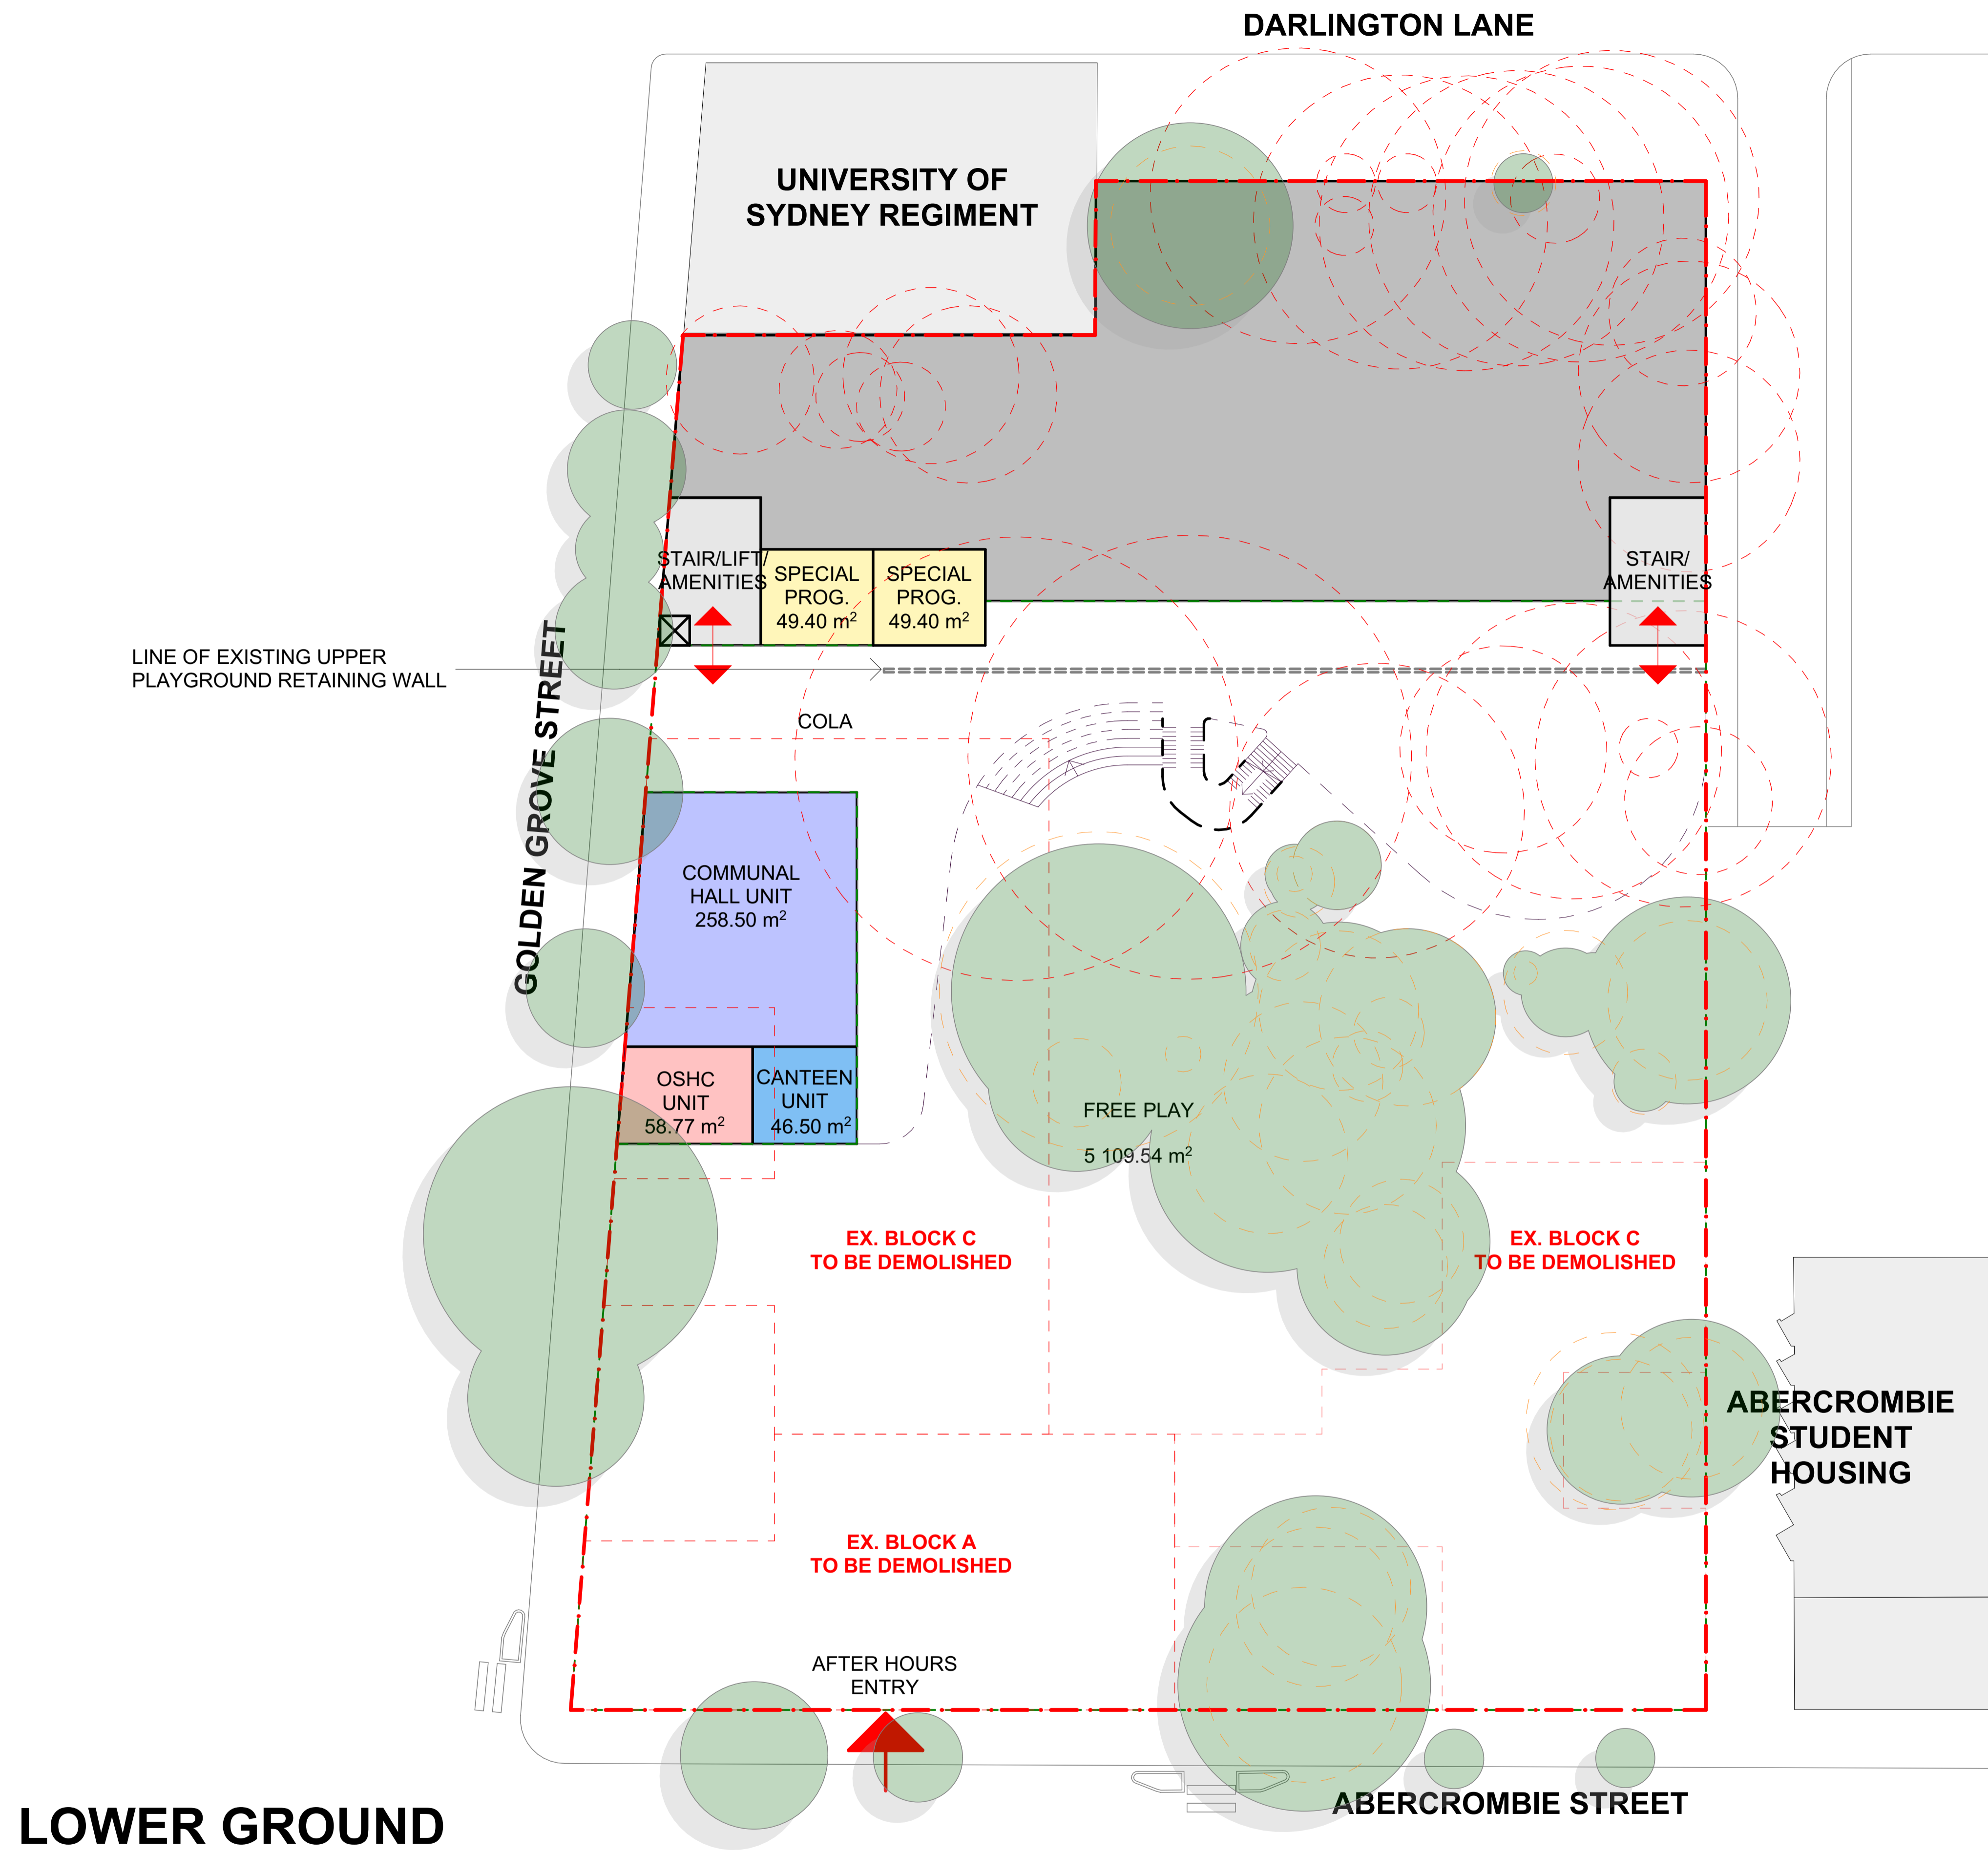 DARLINGTON LANE
UNIVERSITY OF
SYDNEY REGIMENT
STAIR/LIFT/
AMENITIES
SPECIAL
PROG.
49.40 m²
SPECIAL
PROG.
49.40 m²
STAIR/
AMENITIES
LINE OF EXISTING UPPER
PLAYGROUND RETAINING WALL
GOLDEN GROVE STREET
COLA
COMMUNAL
HALL UNIT
258.50 m²
OSHC
UNIT
58.77 m²
CANTEEN
UNIT
46.50 m²
FREE PLAY
5 109.54 m²
EX. BLOCK C
TO BE DEMOLISHED
EX. BLOCK C
TO BE DEMOLISHED
ABERCROMBIE
STUDENT
HOUSING
EX. BLOCK A
TO BE DEMOLISHED
AFTER HOURS
ENTRY
ABERCROMBIE STREET
LOWER GROUND